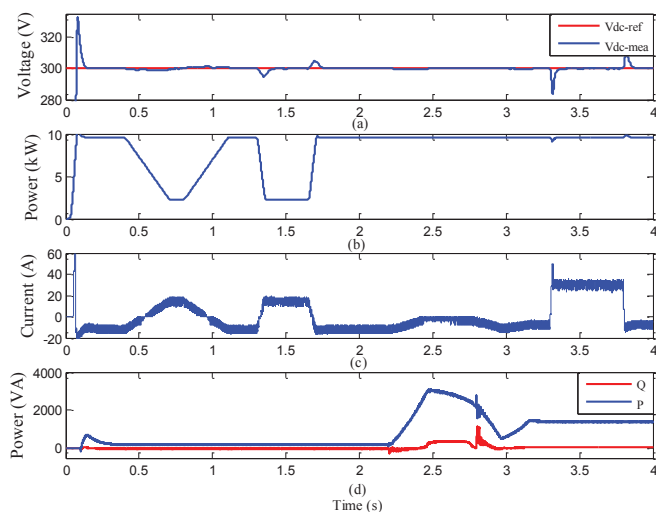 Voltage (V)
320
300
280
Vdc-ref
Vdc-mea
0 0.5 1 1.5 2 2.5 3 3.5 4
(a)
Power (kW)
10
5
0
0 0.5 1 1.5 2 2.5 3 3.5 4
(b)
Current (A)
60
40
20
0
-20
0 0.5 1 1.5 2 2.5 3 3.5 4
(c)
Power (VA)
4000
2000
0
Q
P
0 0.5 1 1.5 2 2.5 3 3.5 4
(d)
Time (s)